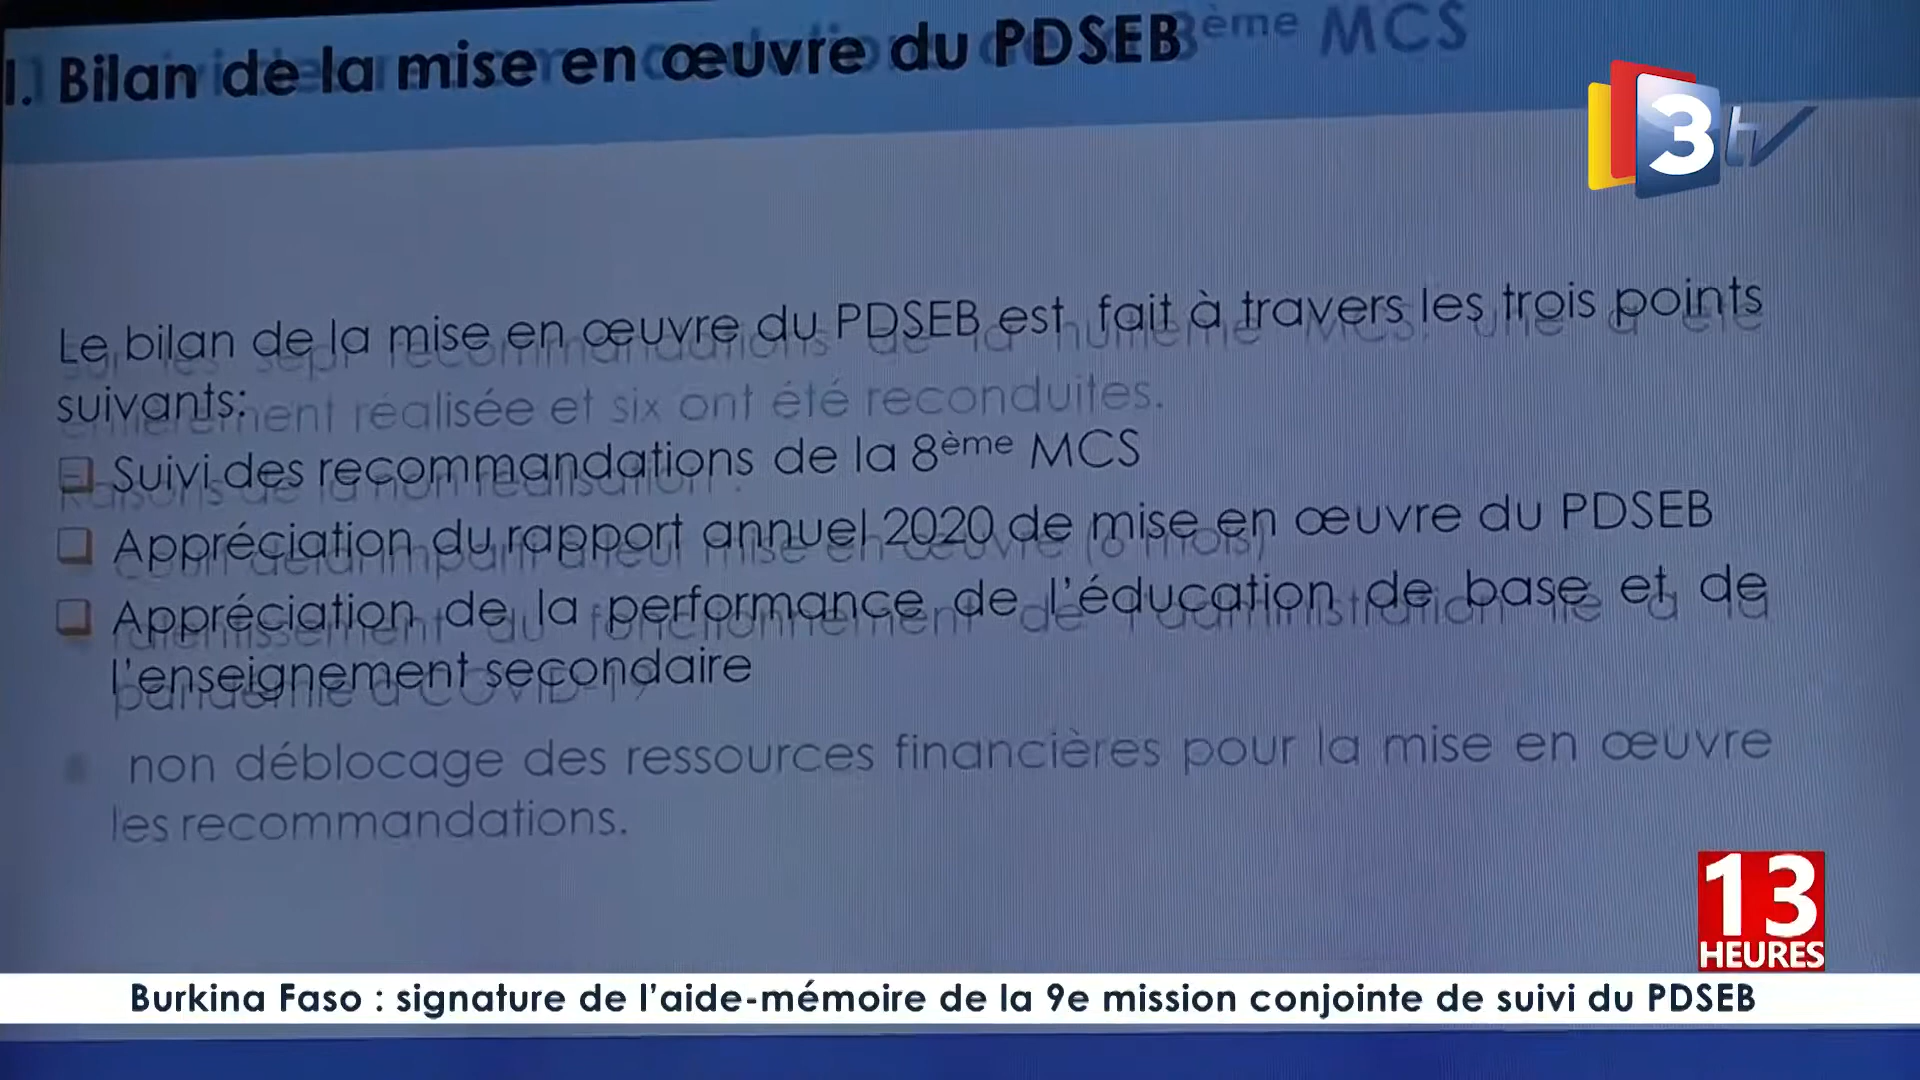 I. Bilan de la mise en œuvre du PDSEB
8ème MCS
3tv
Le bilan de la mise en œuvre du PDSEB est fait à travers les trois points
suivants:
réalisée et six ont été reconduites.
❑ Suivi des recommandations de la 8ème MCS
❑ Appréciation du rapport annuel 2020 de mise en œuvre du PDSEB
❑ Appréciation de la performance de l'éducation de base et de
l'enseignement secondaire
non déblocage des ressources financières pour la mise en œuvre
les recommandations.
13
HEURES
Burkina Faso : signature de l'aide-mémoire de la 9e mission conjointe de suivi du PDSEB